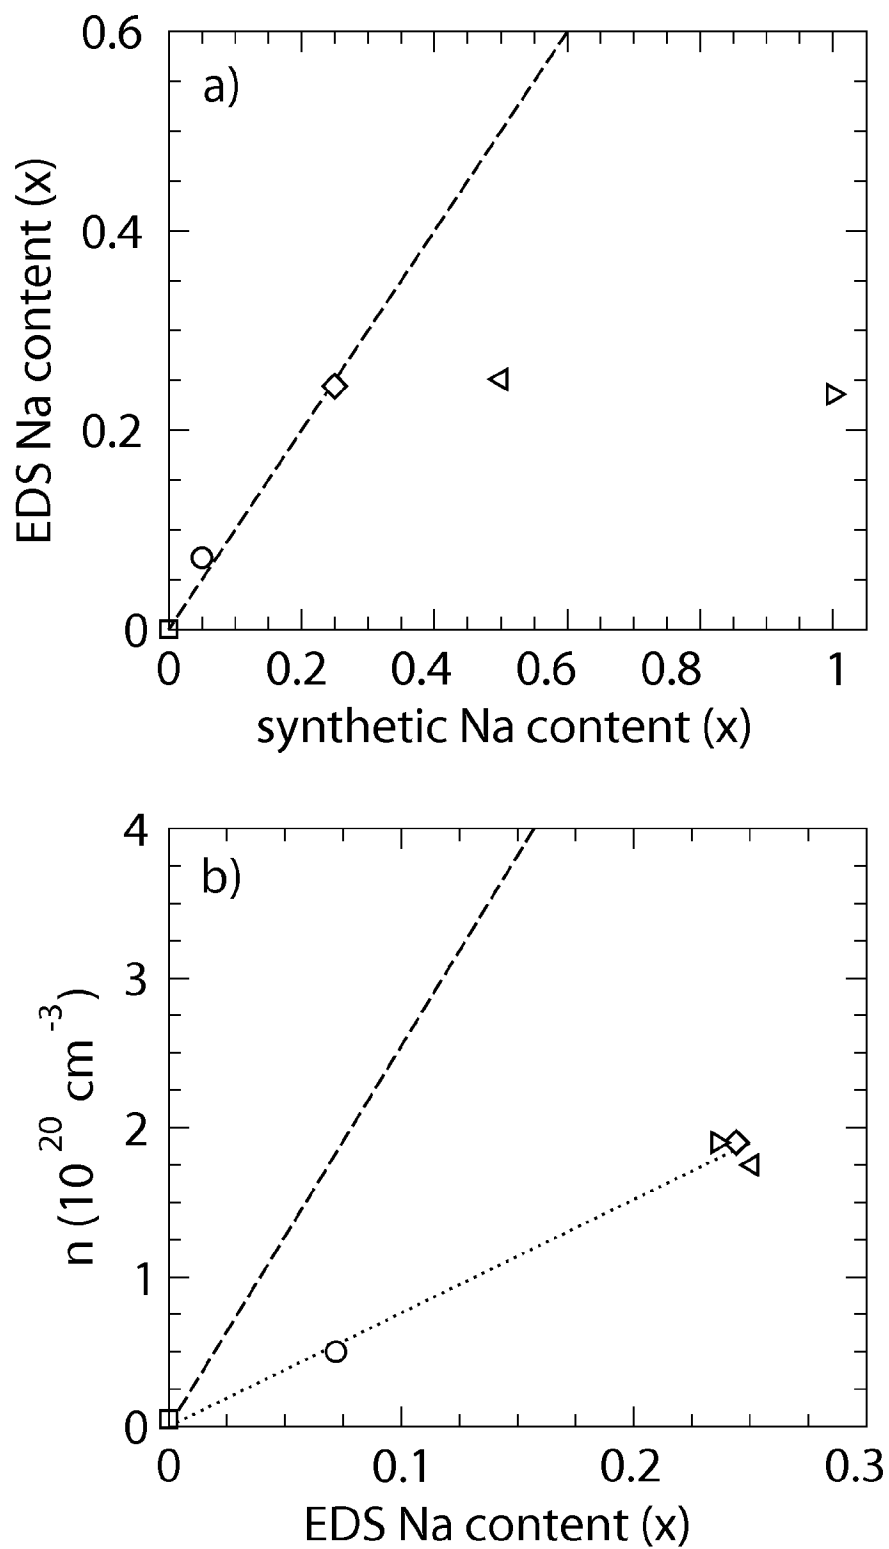 0.6
a)
0.4
0.2
0
EDS Na content (x)
0 0.2 0.4 0.6 0.8 1
synthetic Na content (x)
4
b)
3
2
1
0
n (10 20 cm -3)
0 0.1 0.2 0.3
EDS Na content (x)